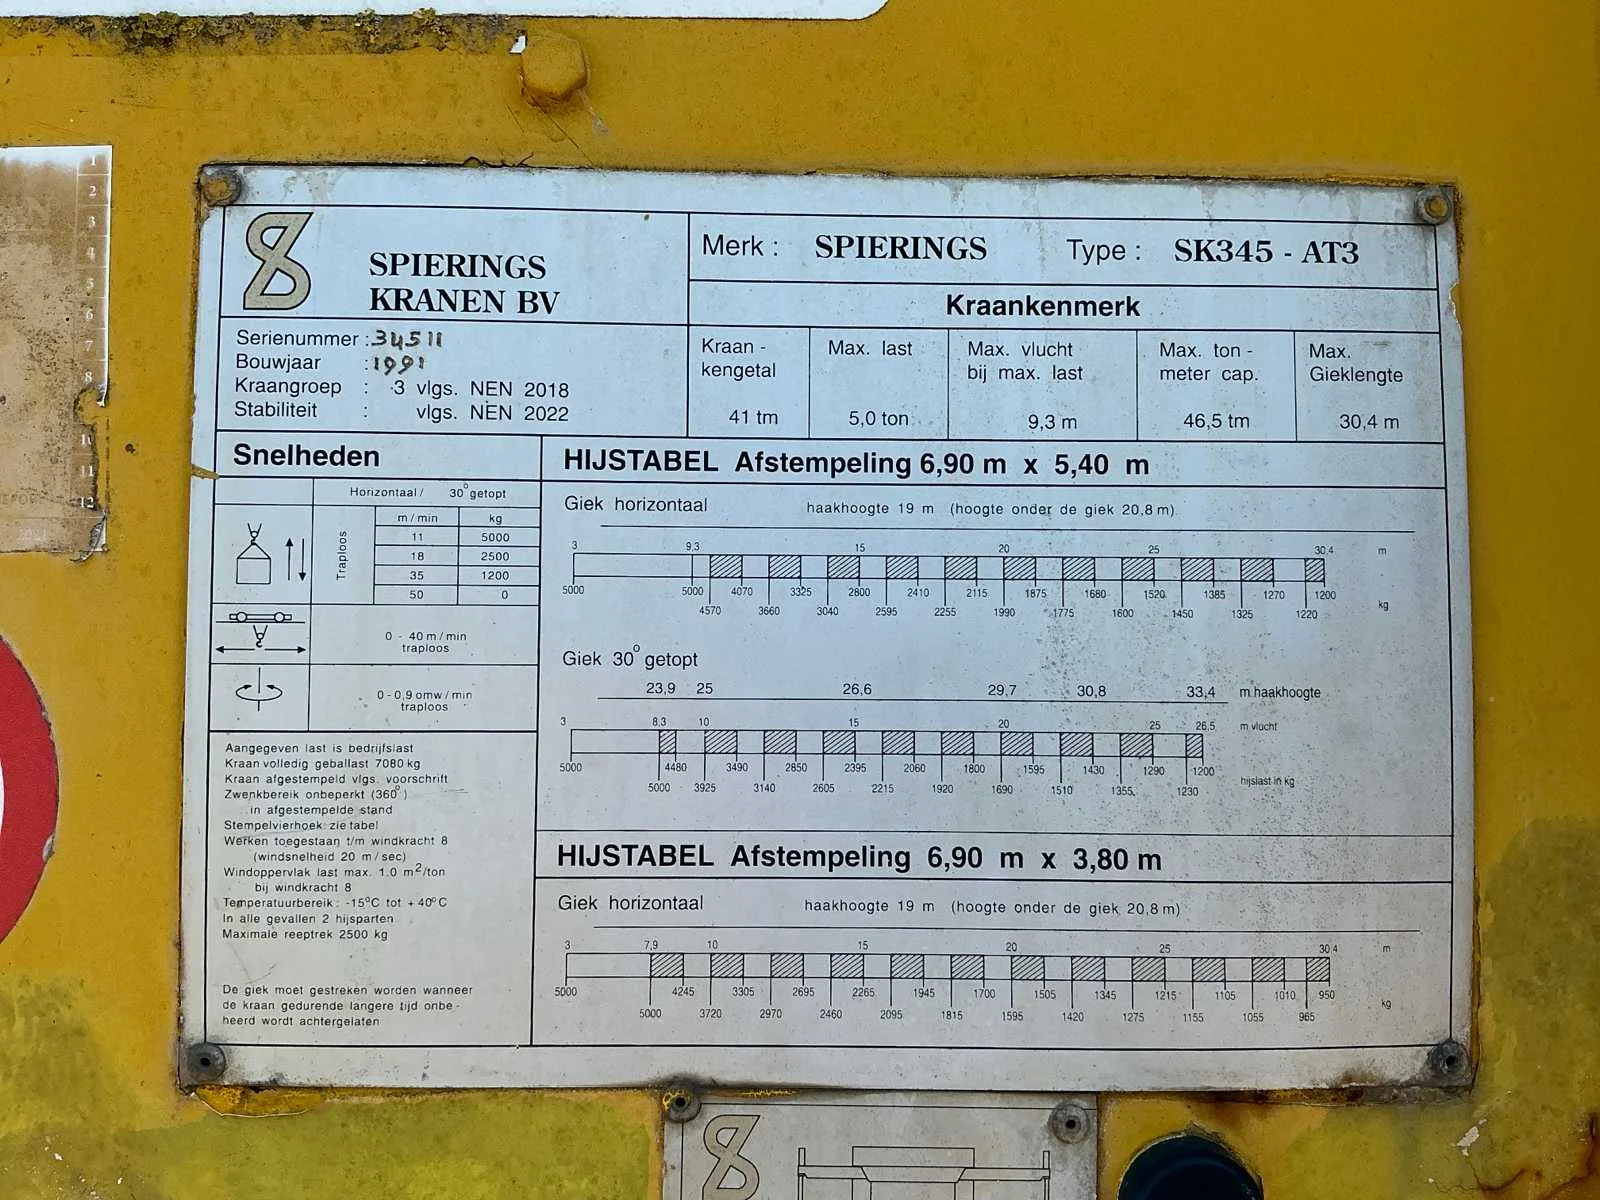 1
2
3
4
5
6
7
8
10
11
12
SPIERINGS
KRANEN BV
Merk : SPIERINGS Type : SK345 - AT3
Kraankenmerk
Serienummer : 34511
Bouwjaar : 1991
Kraangroep : 3 vlgs. NEN 2018
Stabiliteit : vlgs. NEN 2022
Kraan - Max. last Max. vlucht Max. ton - Max.
kengetal bij max. last meter cap. Gieklengte
41 tm 5,0 ton 9,3 m 46,5 tm 30,4 m
Snelheden
Horizontaal / 30° getopt
Traploos
m / min kg
11 5000
18 2500
35 1200
50 0
0 - 40 m / min
traploos
0 - 0,9 omw / min
traploos
Aangegeven last is bedrijfslast
Kraan volledig geballast 7080 kg
Kraan afgestempeld vlgs. voorschrift
Zwenkbereik onbeperkt (360°)
in afgestempelde stand
Stempelvierhoek: zie tabel
Werken toegestaan t/m windkracht 8
(windsnelheid 20 m / sec)
Windoppervlak last max. 1.0 m²/ton
bij windkracht 8
Temperatuurbereik : -15°C tot + 40°C
In alle gevallen 2 hijsparten
Maximale reeptrek 2500 kg
De giek moet gestreken worden wanneer
de kraan gedurende langere tijd onbe -
heerd wordt achtergelaten
HIJSTABEL Afstempeling 6,90 m x 5,40 m
Giek horizontaal haakhoogte 19 m (hoogte onder de giek 20,8 m)
3 9,3 15 20 25 30,4 m
5000 5000 4070 3325 2800 2410 2115 1875 1680 1520 1385 1270 1200
kg
4570 3660 3040 2595 2255 1990 1775 1600 1450 1325 1220
Giek 30° getopt
23,9 25 26,6 29,7 30,8 33,4 m haakhoogte
3 8,3 10 15 20 25 26,5 m vlucht
5000 4480 3490 2850 2395 2060 1800 1595 1430 1290 1200
hijslast in kg
5000 3925 3140 2605 2215 1920 1690 1510 1355 1230
HIJSTABEL Afstempeling 6,90 m x 3,80 m
Giek horizontaal haakhoogte 19 m (hoogte onder de giek 20,8 m)
3 7,9 10 15 20 25 30,4 m
5000 4245 3305 2695 2265 1945 1700 1505 1345 1215 1105 1010 950
kg
5000 3720 2970 2460 2095 1815 1595 1420 1275 1155 1055 965